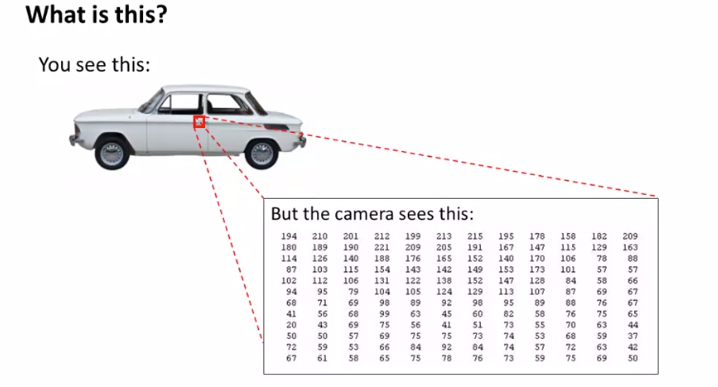 What is this?
You see this:
But the camera sees this:
194 210 201 212 199 213 215 195 178 158 182 209
180 189 190 221 209 205 191 167 147 115 129 163
114 126 140 188 176 165 152 140 170 106 78 88
87 103 115 154 143 142 149 153 173 101 57 57
102 112 106 131 122 138 152 147 128 84 58 66
94 95 79 104 105 124 129 113 107 87 69 67
68 71 69 98 89 92 98 95 89 88 76 67
41 56 68 99 63 45 60 82 58 76 75 65
20 43 69 75 56 41 51 73 55 70 63 44
50 50 57 69 75 75 73 74 53 68 59 37
72 59 53 66 84 92 84 74 57 72 63 42
67 61 58 65 75 78 76 73 59 75 69 50